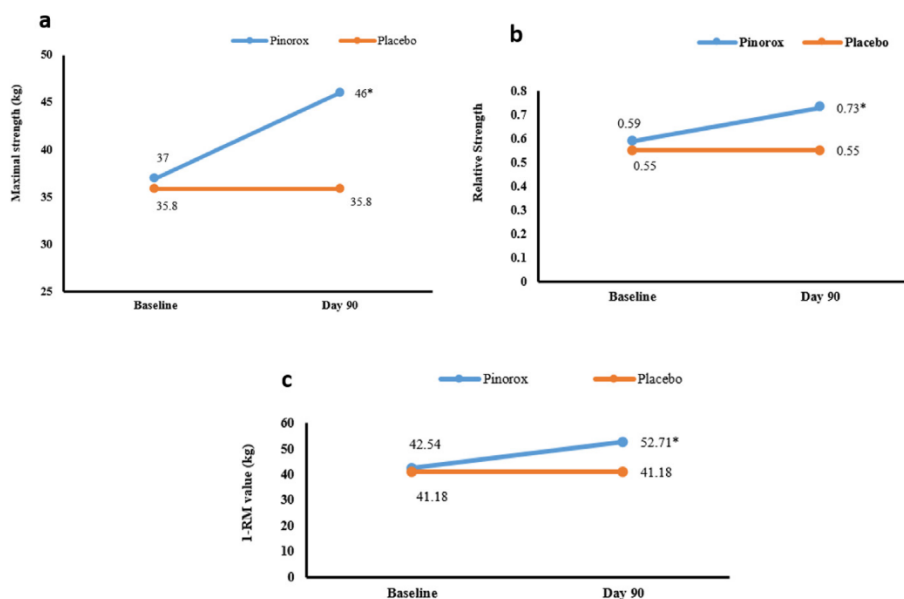 a
Pinorox Placebo
Maximal strength (kg)
50
45
40
35
30
25
37
46*
35.8
35.8
Baseline Day 90
b
Pinorox Placebo
Relative Strength
0.8
0.7
0.6
0.5
0.4
0.3
0.2
0.1
0
0.59
0.73*
0.55
0.55
Baseline Day 90
c
Pinorox Placebo
1-RM value (kg)
60
50
40
30
20
10
0
42.54
52.71*
41.18
41.18
Baseline Day 90